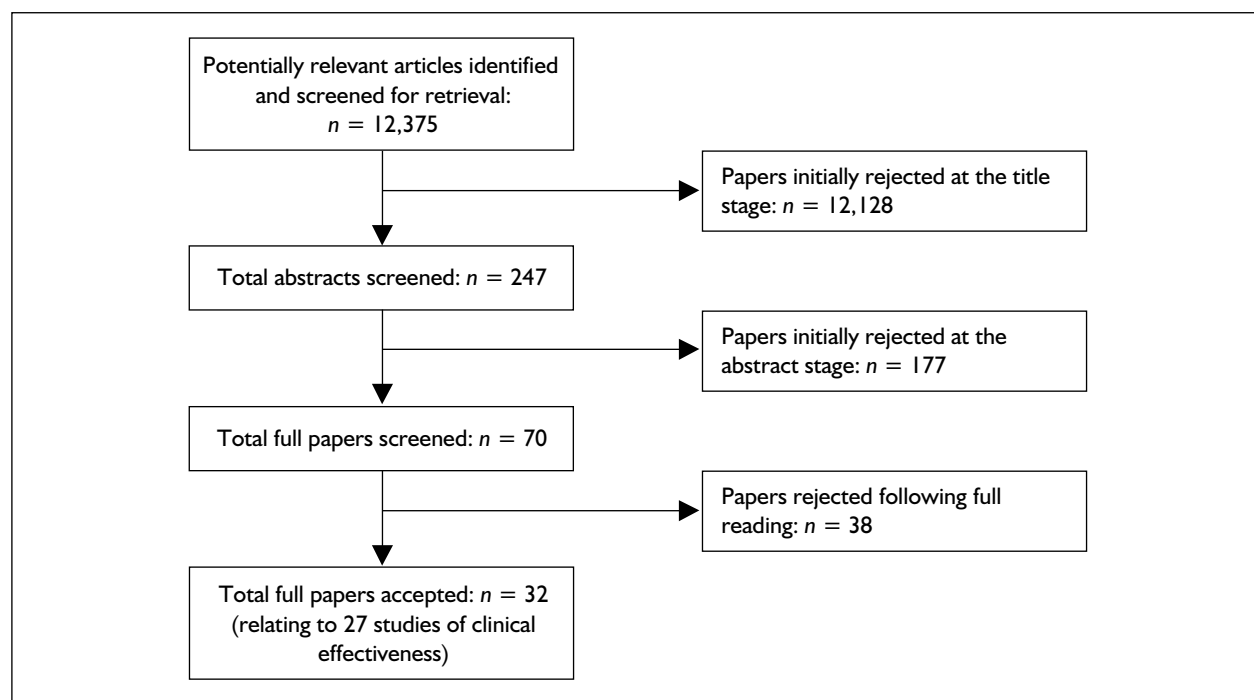 Potentially relevant articles identified
and screened for retrieval:
n = 12,375
Papers initially rejected at the title
stage: n = 12,128
Total abstracts screened: n = 247
Papers initially rejected at the
abstract stage: n = 177
Total full papers screened: n = 70
Papers rejected following full
reading: n = 38
Total full papers accepted: n = 32
(relating to 27 studies of clinical
effectiveness)